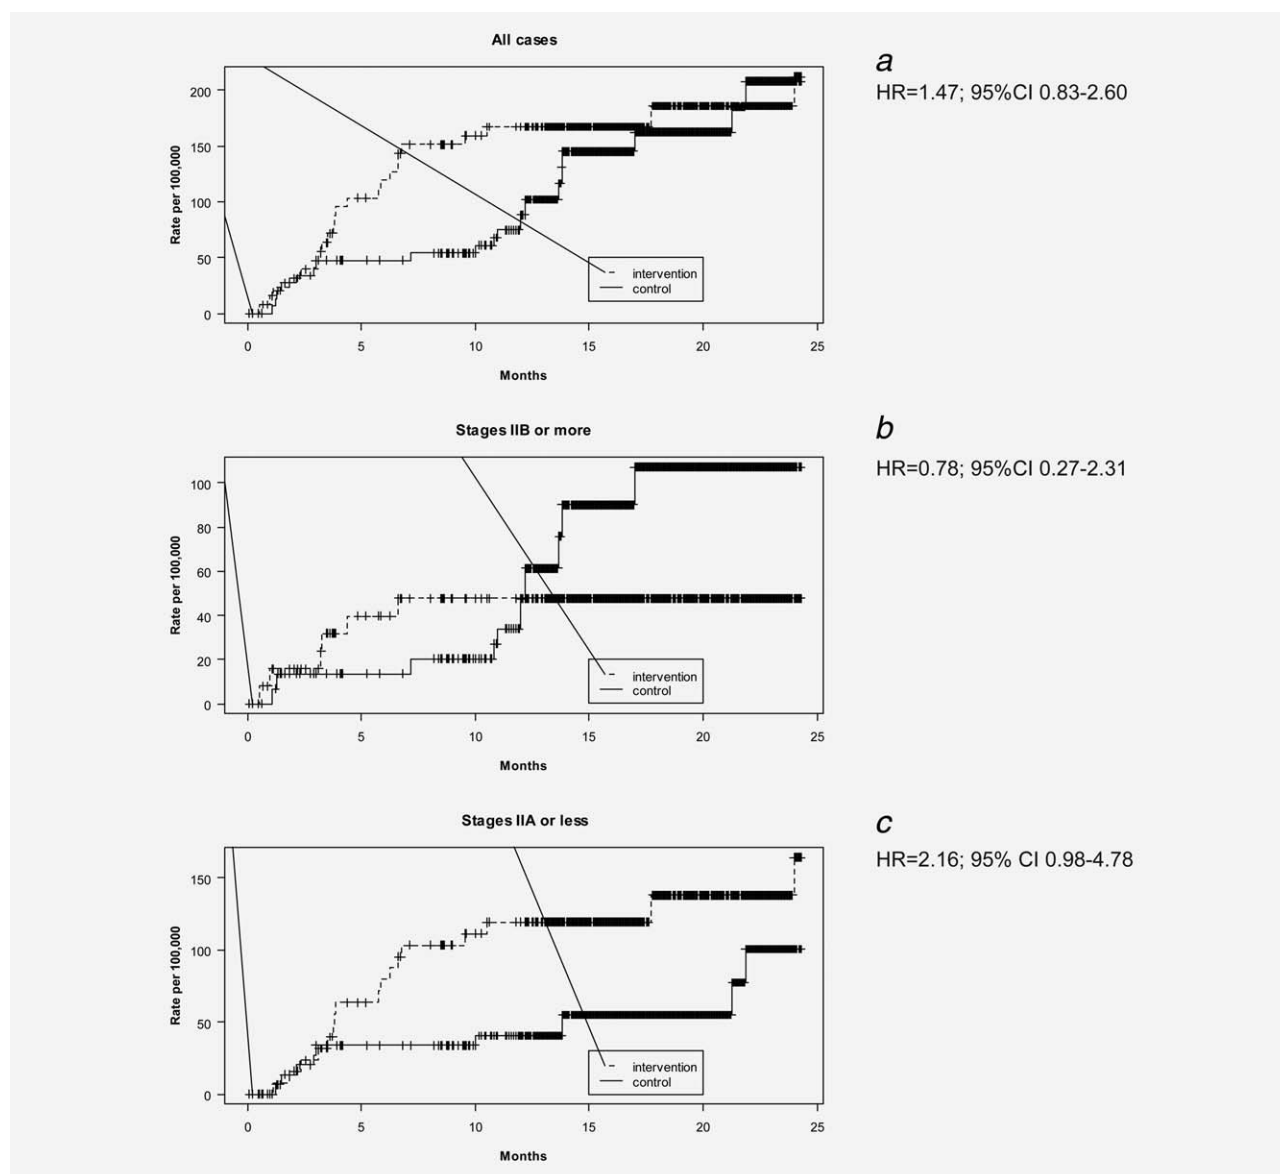 All cases
a
HR=1.47; 95%CI 0.83-2.60
Rate per 100,000
200
150
100
50
0
intervention
control
0 5 10 15 20 25
Months
Stages IIB or more
b
HR=0.78; 95%CI 0.27-2.31
Rate per 100,000
100
80
60
40
20
0
intervention
control
0 5 10 15 20 25
Months
Stages IIA or less
c
HR=2.16; 95% CI 0.98-4.78
Rate per 100,000
150
100
50
0
intervention
control
0 5 10 15 20 25
Months